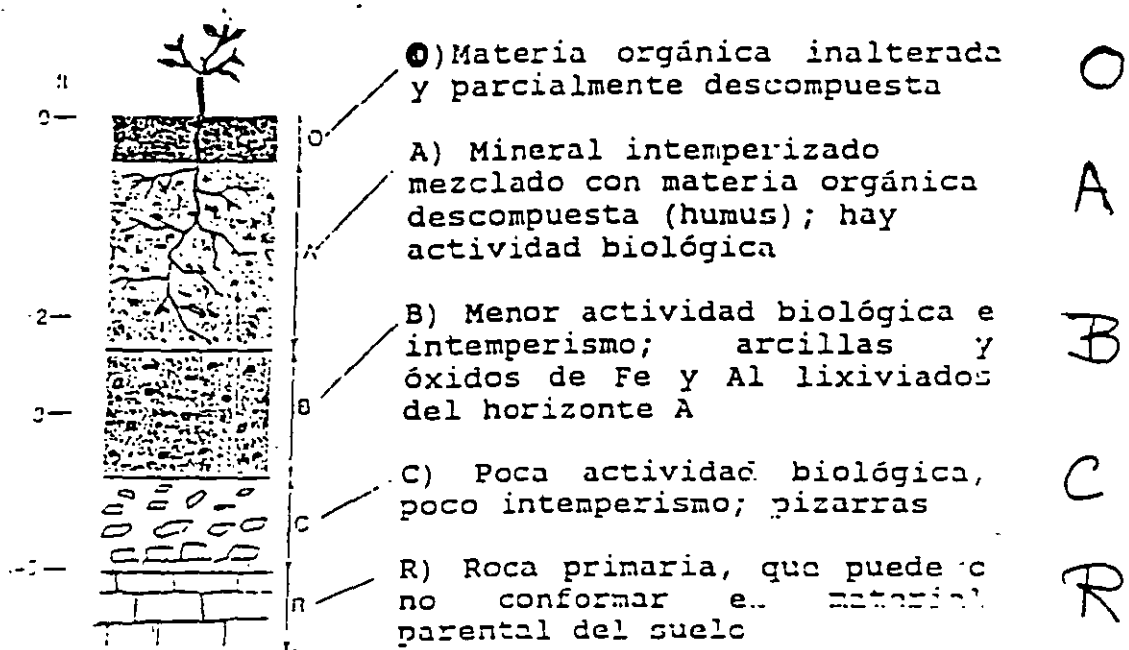 O) Materia orgánica inalterada
y parcialmente descompuesta
O
0—
O
A) Mineral intemperizado
mezclado con materia orgánica
descompuesta (humus); hay
actividad biológica
A
A
2—
B) Menor actividad biológica e
intemperismo; arcillas y
óxidos de Fe y Al lixiviados
del horizonte A
B
B
3—
C) Poca actividad biológica,
poco intemperismo; pizarras
C
C
R) Roca primaria, que puede o
no conformar el material
parental del suelo
R
R